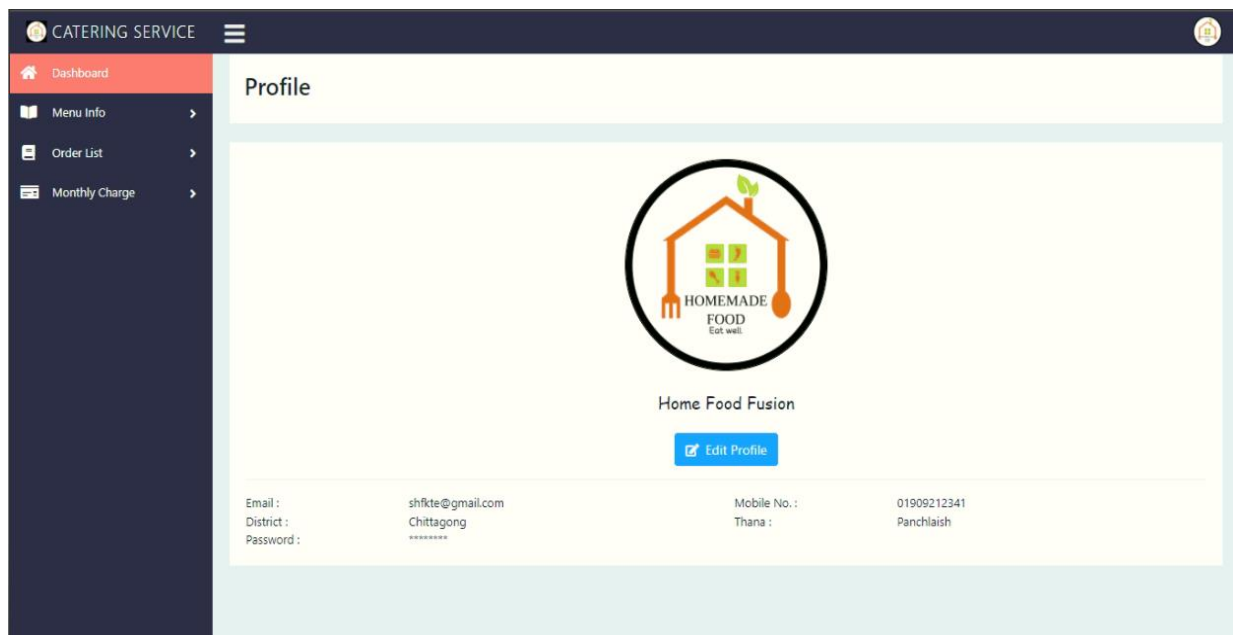 CATERING SERVICE
Dashboard
Menu Info
Order List
Monthly Charge
Profile
HOMEMADE
FOOD
Eat well
Home Food Fusion
Edit Profile
Email : shfkte@gmail.com Mobile No. : 01909212341
District : Chittagong Thana : Panchlaish
Password : ********